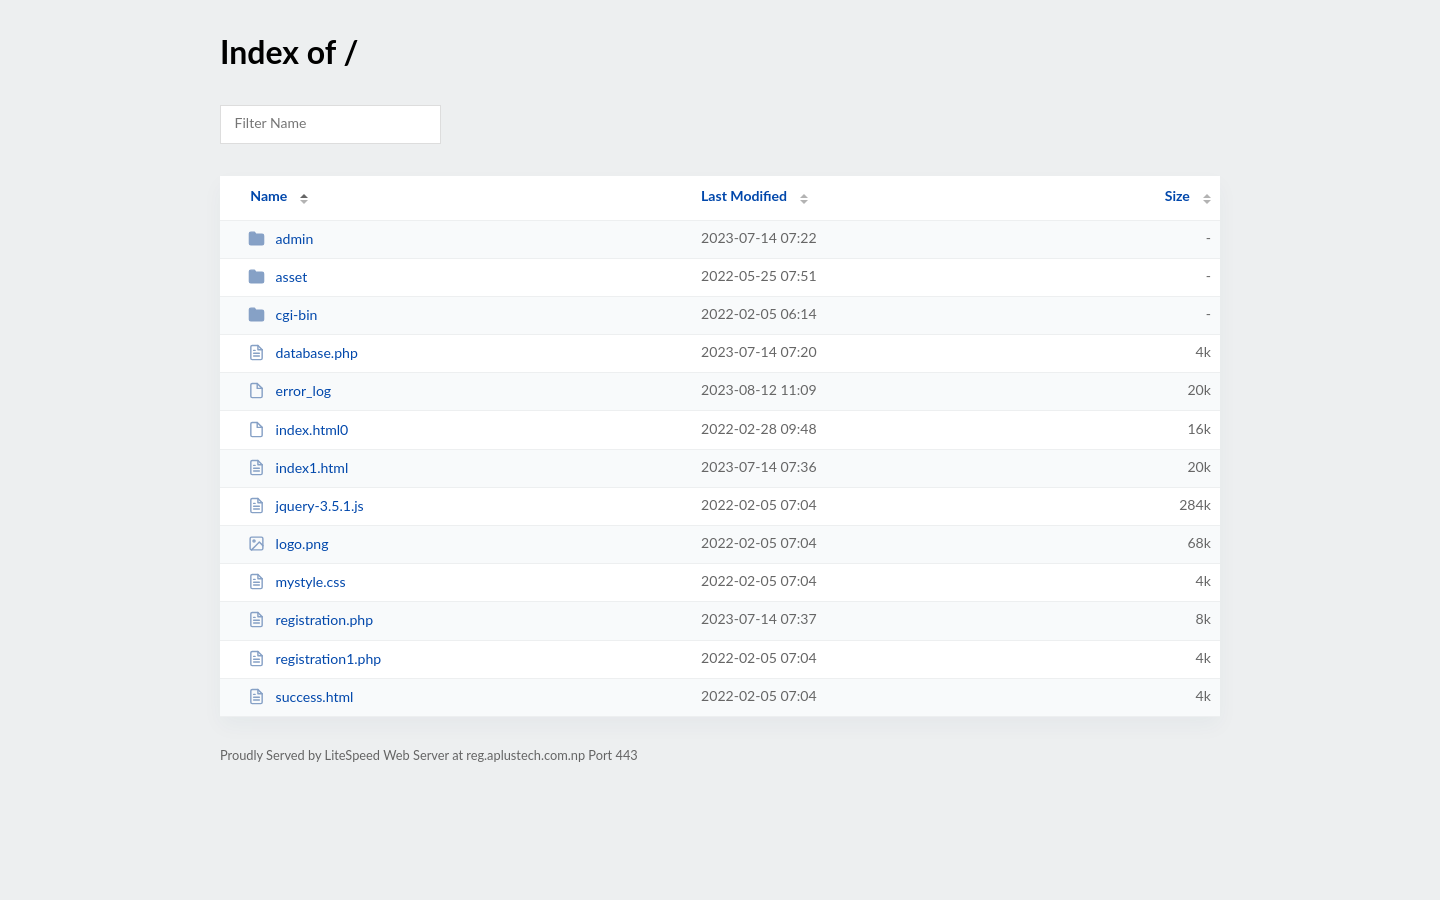 Index of /
Filter Name
Name Last Modified Size
admin 2023-07-14 07:22 -
asset 2022-05-25 07:51 -
cgi-bin 2022-02-05 06:14 -
database.php 2023-07-14 07:20 4k
error_log 2023-08-12 11:09 20k
index.html0 2022-02-28 09:48 16k
index1.html 2023-07-14 07:36 20k
jquery-3.5.1.js 2022-02-05 07:04 284k
logo.png 2022-02-05 07:04 68k
mystyle.css 2022-02-05 07:04 4k
registration.php 2023-07-14 07:37 8k
registration1.php 2022-02-05 07:04 4k
success.html 2022-02-05 07:04 4k
Proudly Served by LiteSpeed Web Server at reg.aplustech.com.np Port 443